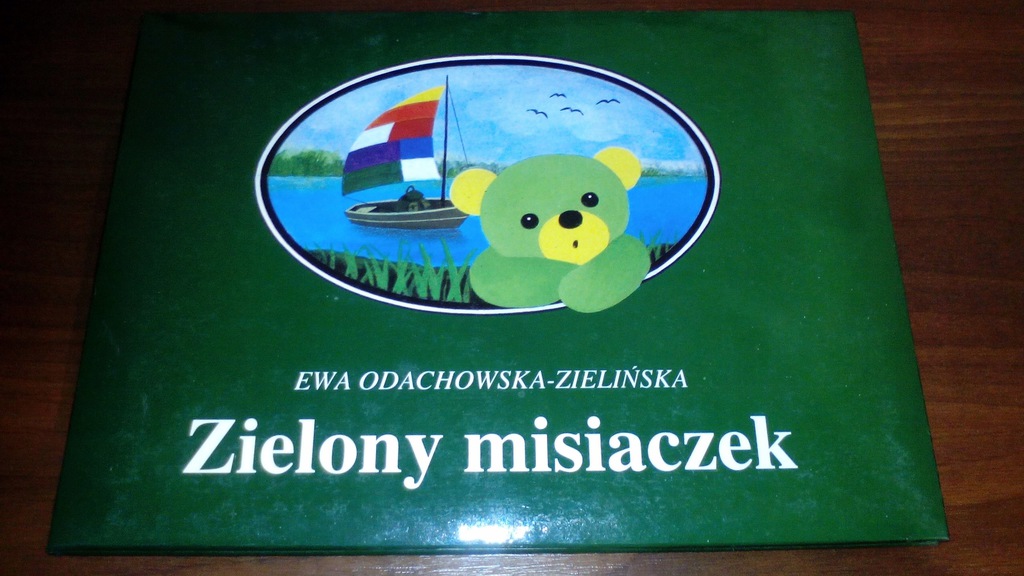 EWA ODACHOWSKA-ZIELIŃSKA
Zielony misiaczek